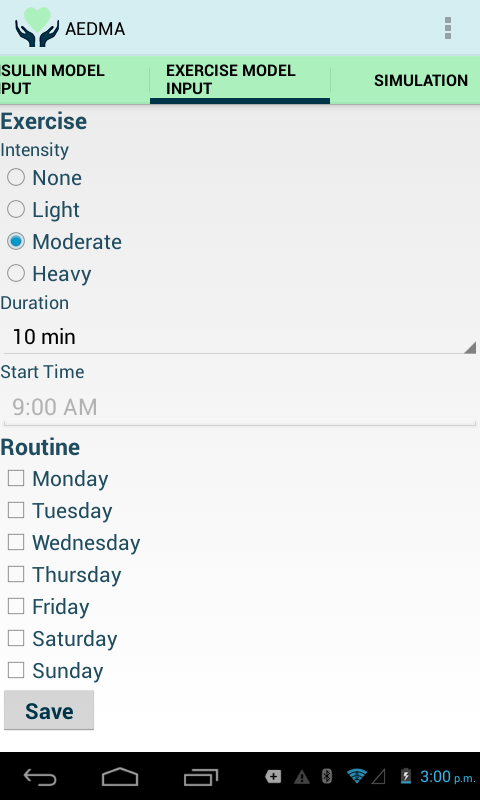 AEDMA
SULIN MODEL
PUT
EXERCISE MODEL
INPUT
SIMULATION
Exercise
Intensity
None
Light
Moderate
Heavy
Duration
10 min
Start Time
9:00 AM
Routine
Monday
Tuesday
Wednesday
Thursday
Friday
Saturday
Sunday
Save
3:00 p.m.